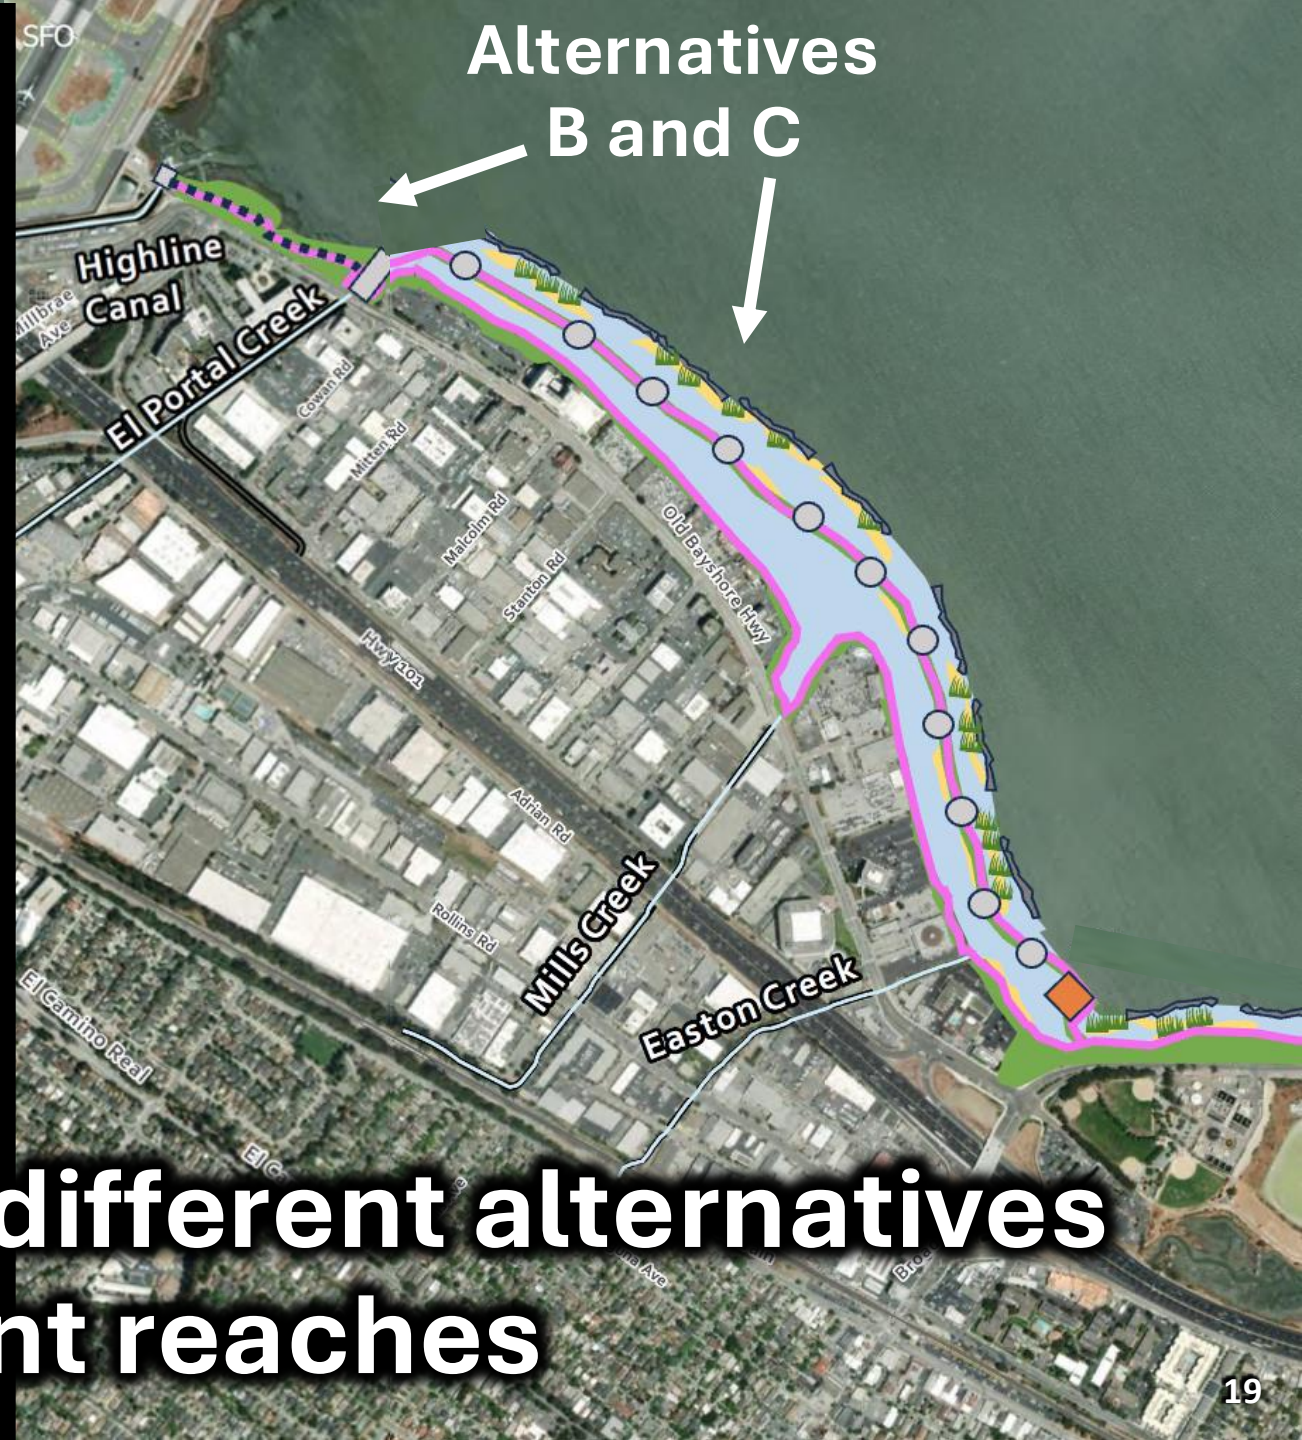 SFO
Alternatives
B and C
Highline
Canal
Millbrae
Ave
El Portal Creek
Cowan Rd
Mitten Rd
Malcolm Rd
Stanton Rd
Old Bayshore Hwy
Hwy 101
Adrian Rd
Rollins Rd
Mills Creek
Easton Creek
El Camino Real
different alternatives
nt reaches
19